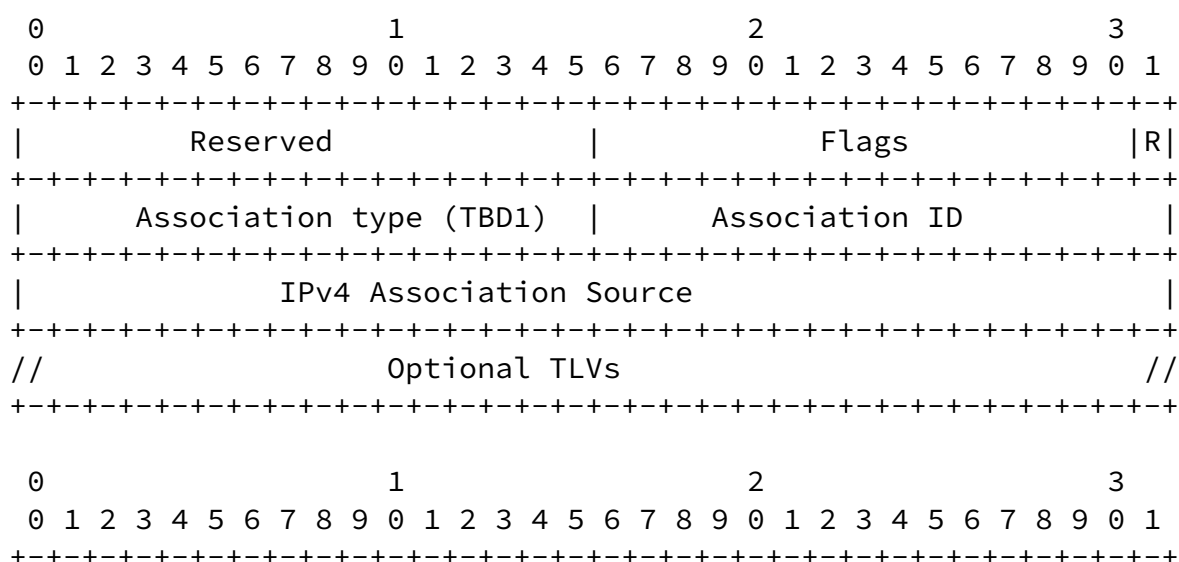 0                   1                   2                   3
 0 1 2 3 4 5 6 7 8 9 0 1 2 3 4 5 6 7 8 9 0 1 2 3 4 5 6 7 8 9 0 1
+-+-+-+-+-+-+-+-+-+-+-+-+-+-+-+-+-+-+-+-+-+-+-+-+-+-+-+-+-+-+-+-+
|         Reserved              |            Flags            |R|
+-+-+-+-+-+-+-+-+-+-+-+-+-+-+-+-+-+-+-+-+-+-+-+-+-+-+-+-+-+-+-+-+
|      Association type (TBD1)  |      Association ID           |
+-+-+-+-+-+-+-+-+-+-+-+-+-+-+-+-+-+-+-+-+-+-+-+-+-+-+-+-+-+-+-+-+
|              IPv4 Association Source                          |
+-+-+-+-+-+-+-+-+-+-+-+-+-+-+-+-+-+-+-+-+-+-+-+-+-+-+-+-+-+-+-+-+
//                   Optional TLVs                             //
+-+-+-+-+-+-+-+-+-+-+-+-+-+-+-+-+-+-+-+-+-+-+-+-+-+-+-+-+-+-+-+-+

 0                   1                   2                   3
 0 1 2 3 4 5 6 7 8 9 0 1 2 3 4 5 6 7 8 9 0 1 2 3 4 5 6 7 8 9 0 1
+-+-+-+-+-+-+-+-+-+-+-+-+-+-+-+-+-+-+-+-+-+-+-+-+-+-+-+-+-+-+-+-+